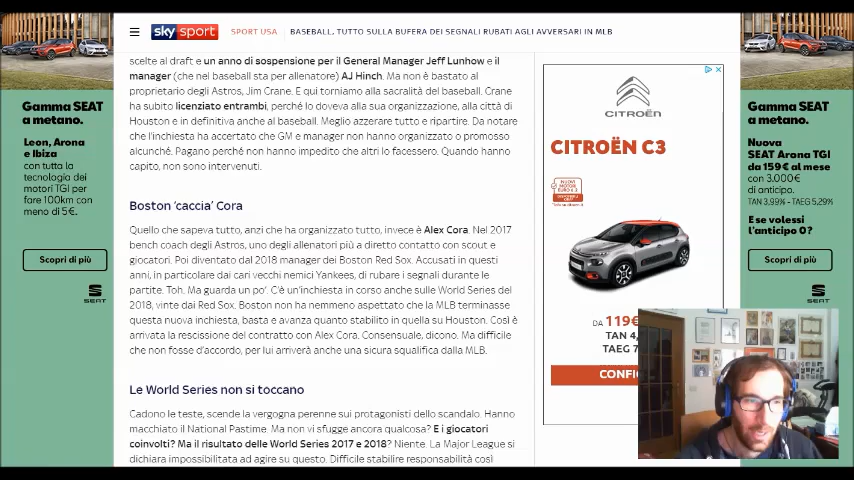 sky sport
SPORT USA
BASEBALL, TUTTO SULLA BUFERA DEI SEGNALI RUBATI AGLI AVVERSARI IN MLB
Gamma SEAT
a metano.
Leon, Arona
e Ibiza
con tutta la
tecnologia dei
motori TGI per
fare 100km con
meno di 5€.
Scopri di più
SEAT
scelte al draft e un anno di sospensione per il General Manager Jeff Lunhow e il
manager (che nel baseball sta per allenatore) AJ Hinch. Ma non è bastato al
proprietario degli Astros, Jim Crane. E qui torniamo alla sacralità del baseball. Crane
ha subito licenziato entrambi, perché lo doveva alla sua organizzazione, alla città di
Houston e in definitiva anche al baseball. Meglio azzerare tutto e ripartire. Da notare
che l'inchiesta ha accertato che GM e manager non hanno organizzato o promosso
alcunché. Pagano perché non hanno impedito che altri lo facessero. Quando hanno
capito, non sono intervenuti.
Boston 'caccia' Cora
Quello che sapeva tutto, anzi che ha organizzato tutto, invece è Alex Cora. Nel 2017
bench coach degli Astros, uno degli allenatori più a diretto contatto con scout e
giocatori. Poi diventato dal 2018 manager dei Boston Red Sox. Accusati in questi
anni, in particolare dai cari vecchi nemici Yankees, di rubare i segnali durante le
partite. Toh. Ma guarda un po'. C'è un'inchiesta in corso anche sulle World Series del
2018, vinte dai Red Sox. Boston non ha nemmeno aspettato che la MLB terminasse
questa nuova inchiesta, basta e avanza quanto stabilito in quella su Houston. Così è
arrivata la rescissione del contratto con Alex Cora. Consensuale, dicono. Ma difficile
che non fosse d'accordo, per lui arriverà anche una sicura squalifica dalla MLB.
Le World Series non si toccano
Cadono le teste, scende la vergogna perenne sui protagonisti dello scandalo. Hanno
macchiato il National Pastime. Ma non vi sfugge ancora qualcosa? E i giocatori
coinvolti? Ma il risultato delle World Series 2017 e 2018? Niente. La Major League si
dichiara impossibilitata ad agire su questo. Difficile stabilire responsabilità così
CITROËN
CITROËN C3
DA 119€
TAN 4,
TAEG 7
CONFIG
Gamma SEAT
a metano.
Nuova
SEAT Arona TGI
da 159€ al mese
con 3.000€
di anticipo.
TAN 3,99% - TAEG 5,29%
E se volessi
l'anticipo 0?
Scopri di più
SEAT